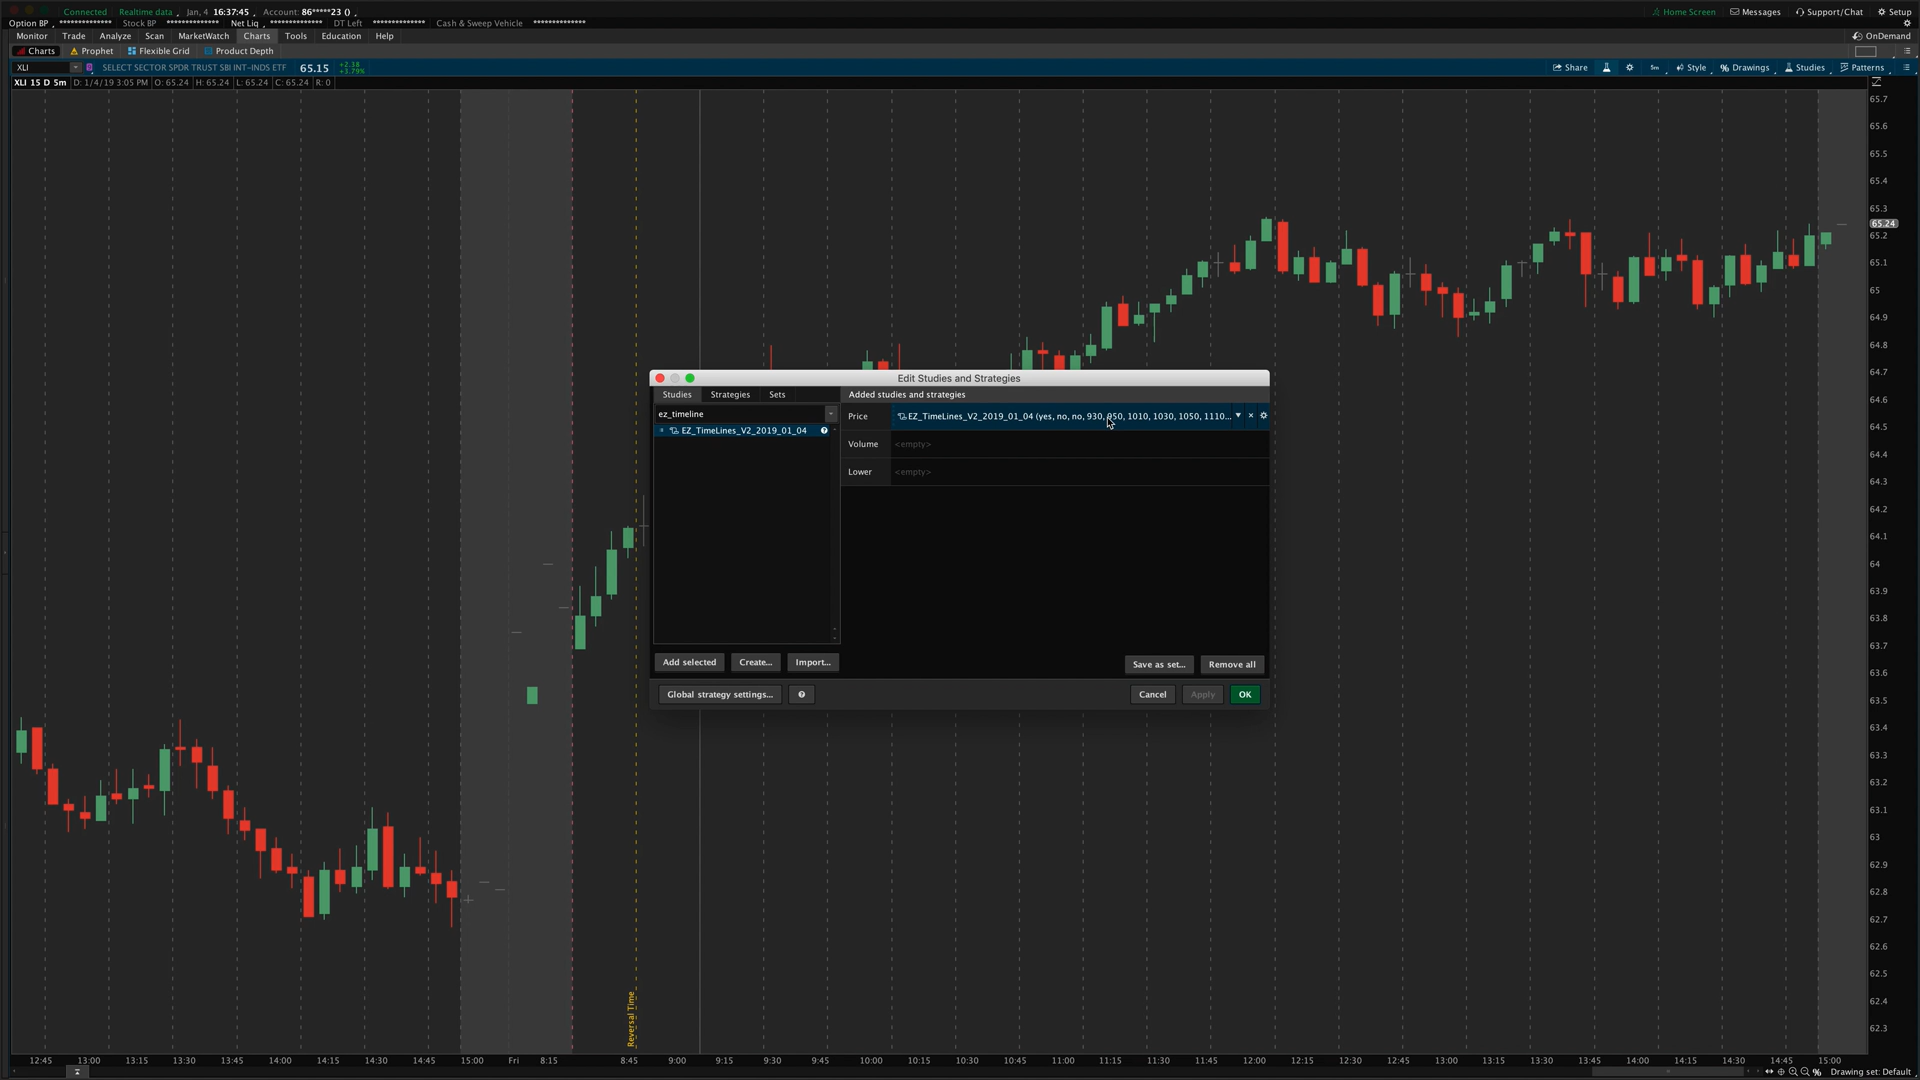 Connected Realtime data Jan, 4 16:37:45 Account: 86*****23 () Home Screen Messages Support/Chat Setup
Option BP ************** Stock BP ************** Net Liq ************** DT Left ************** Cash & Sweep Vehicle **************
Monitor Trade Analyze Scan MarketWatch Charts Tools Education Help OnDemand
Charts Prophet Flexible Grid Product Depth
XLI SELECT SECTOR SPDR TRUST SBI INT-INDS ETF 65.15 +2.38 +3.79% Share 5m Style Drawings Studies Patterns
XLI 15 D 5m D: 1/4/19 3:05 PM O: 65.24 H: 65.24 L: 65.24 C: 65.24 R: 0
65.7
65.6
65.5
65.4
65.3
65.24
65.2
65.1
65
64.9
64.8
64.7
64.6
64.5
64.4
64.3
64.2
64.1
64
63.9
63.8
63.7
63.6
63.5
63.4
63.3
63.2
63.1
63
62.9
62.8
62.7
62.6
62.5
62.4
62.3
Edit Studies and Strategies
Studies Strategies Sets Added studies and strategies
ez_timeline
EZ_TimeLines_V2_2019_01_04
Price EZ_TimeLines_V2_2019_01_04 (yes, no, no, 930, 950, 1010, 1030, 1050, 1110...
Volume <empty>
Lower <empty>
Add selected Create... Import... Save as set... Remove all
Global strategy settings... Cancel Apply OK
Reversal Time
12:45 13:00 13:15 13:30 13:45 14:00 14:15 14:30 14:45 15:00 Fri 8:15 8:45 9:00 9:15 9:30 9:45 10:00 10:15 10:30 10:45 11:00 11:15 11:30 11:45 12:00 12:15 12:30 12:45 13:00 13:15 13:30 13:45 14:00 14:15 14:30 14:45 15:00
Drawing set: Default